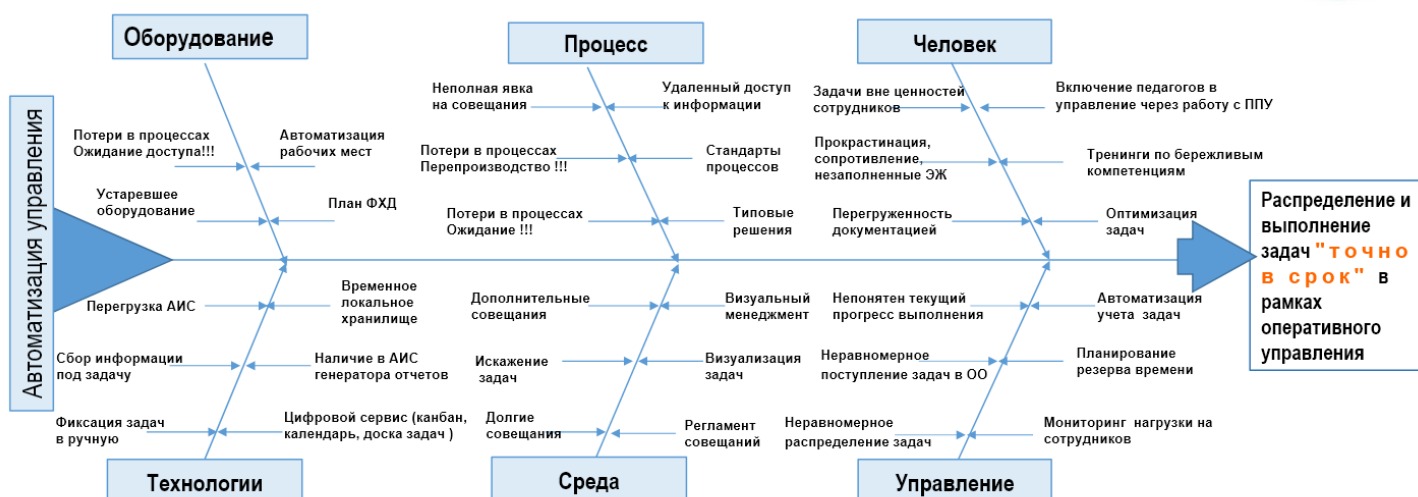 Оборудование
Процесс
Человек
Автоматизация управления
Потери в процессах
Ожидание доступа!!!
Автоматизация
рабочих мест
Устаревшее
оборудование
План ФХД
Неполная явка
на совещания
Удаленный доступ
к информации
Потери в процессах
Перепроизводство !!!
Стандарты
процессов
Потери в процессах
Ожидание !!!
Типовые
решения
Задачи вне ценностей
сотрудников
Включение педагогов в
управление через работу с ППУ
Прокрастинация,
сопротивление,
незаполненные ЭЖ
Тренинги по бережливым
компетенциям
Перегруженность
документацией
Оптимизация
задач
Распределение и
выполнение
задач "точно
в срок" в
рамках
оперативного
управления
Перегрузка АИС
Временное
локальное
хранилище
Сбор информации
под задачу
Наличие в АИС
генератора отчетов
Фиксация задач
в ручную
Цифровой сервис (канбан,
календарь, доска задач )
Дополнительные
совещания
Визуальный
менеджмент
Искажение
задач
Визуализация
задач
Долгие
совещания
Регламент
совещаний
Непонятен текущий
прогресс выполнения
Автоматизация
учета задач
Неравномерное
поступление задач в ОО
Планирование
резерва времени
Неравномерное
распределение задач
Мониторинг нагрузки на
сотрудников
Технологии
Среда
Управление